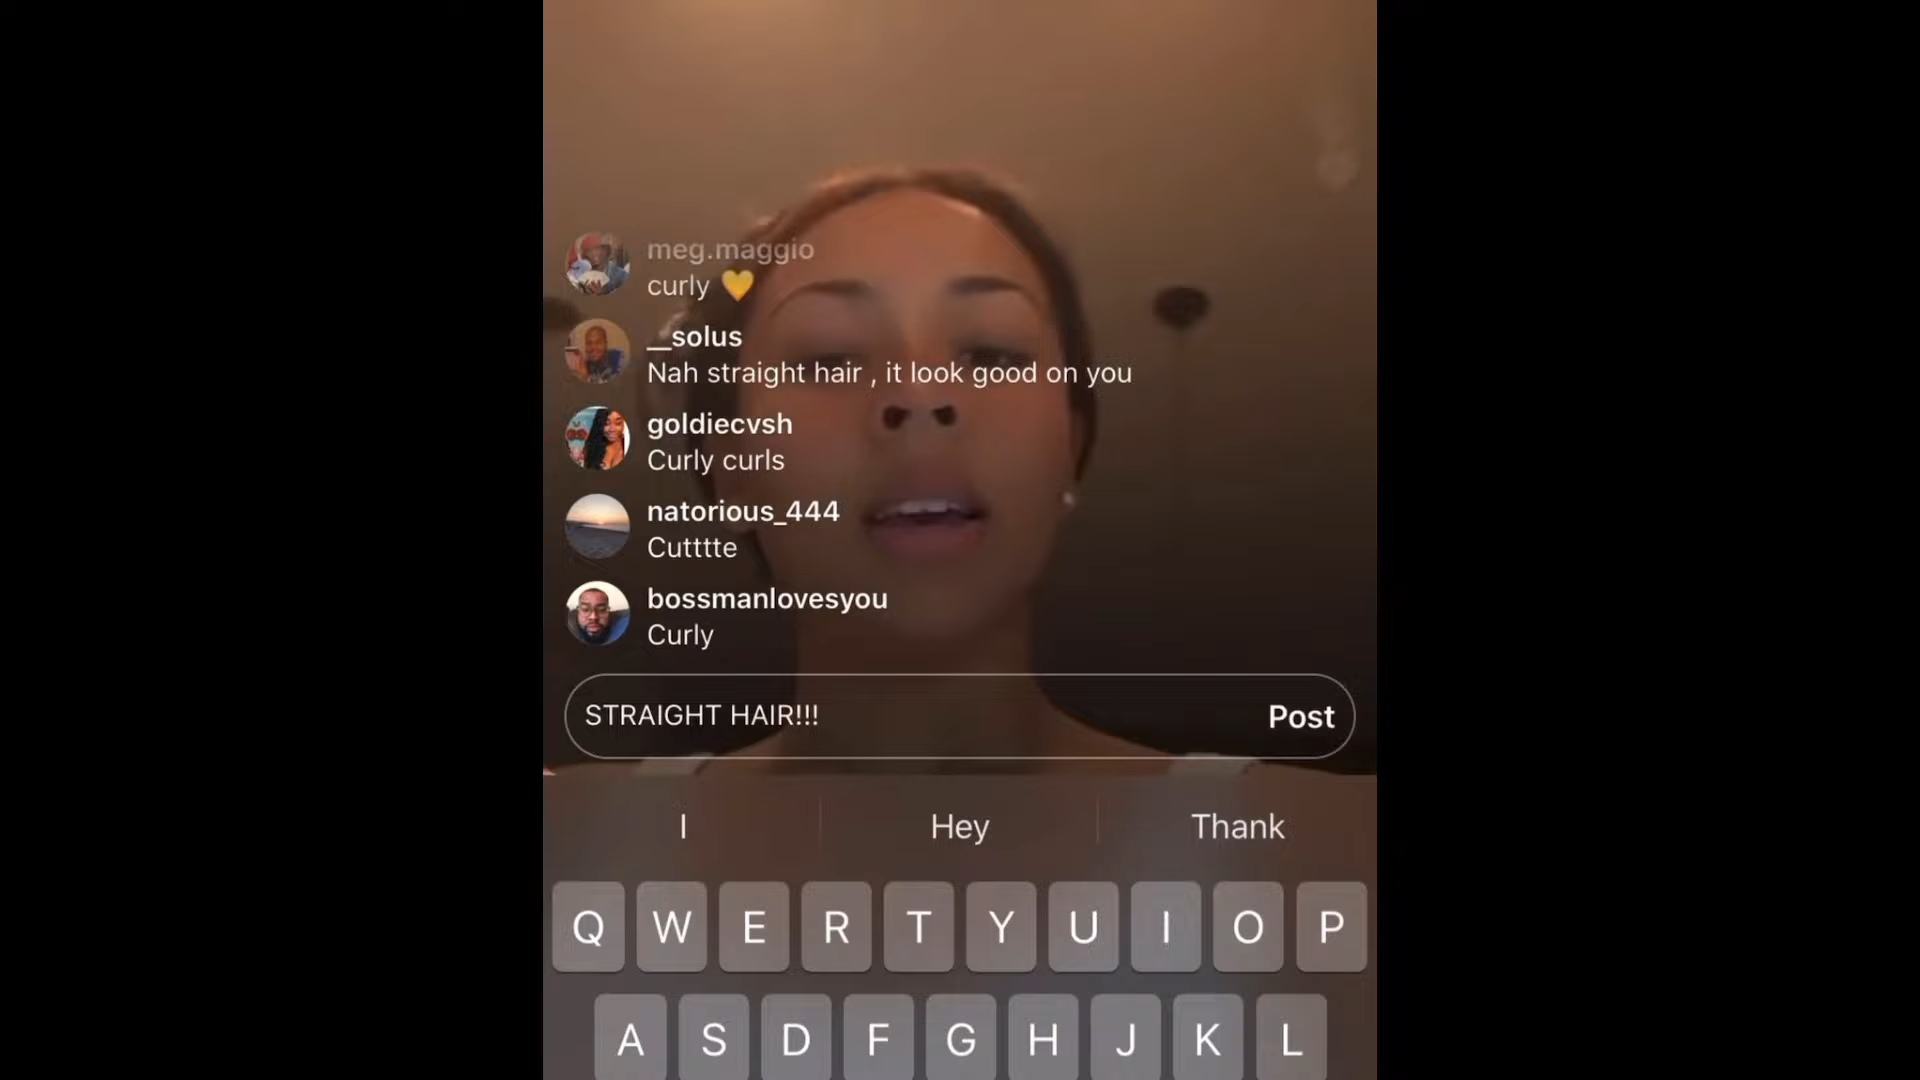 meg.maggio
curly 💛
__solus
Nah straight hair , it look good on you
goldiecvsh
Curly curls
natorious_444
Cutttte
bossmanlovesyou
Curly
STRAIGHT HAIR!!! Post
I Hey Thank
Q W E R T Y U I O P
A S D F G H J K L